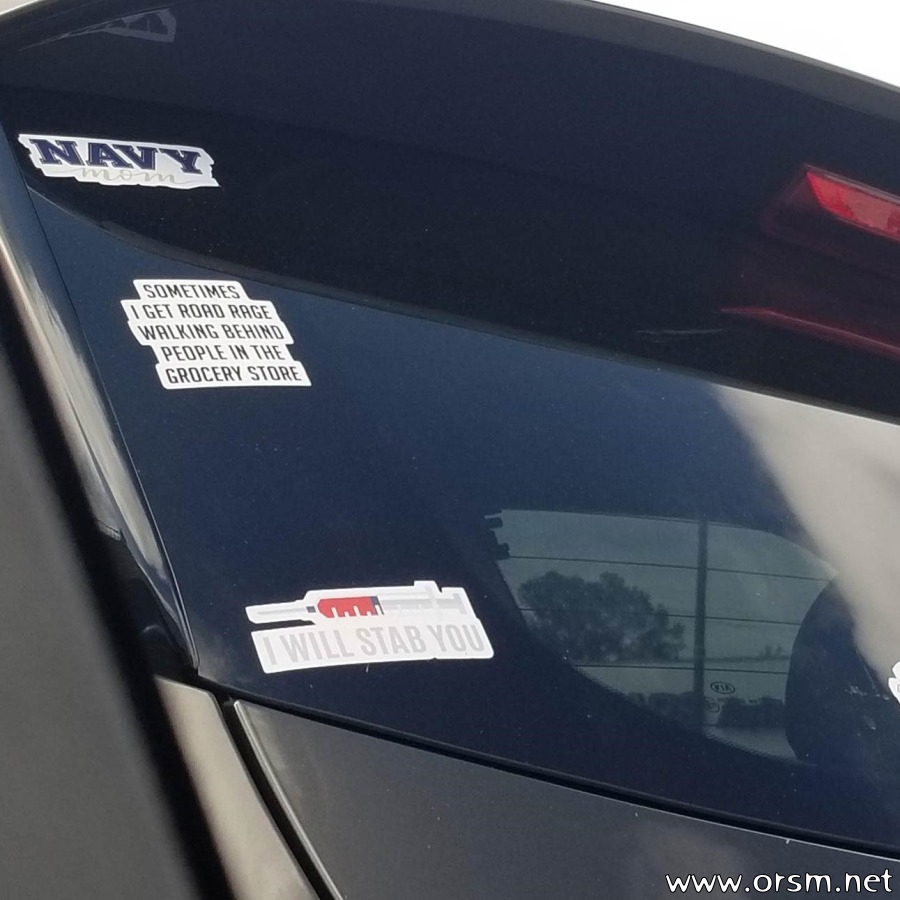 NAVY
mom
SOMETIMES
I GET ROAD RAGE
WALKING BEHIND
PEOPLE IN THE
GROCERY STORE
I WILL STAB YOU
KIA
www.orsm.net